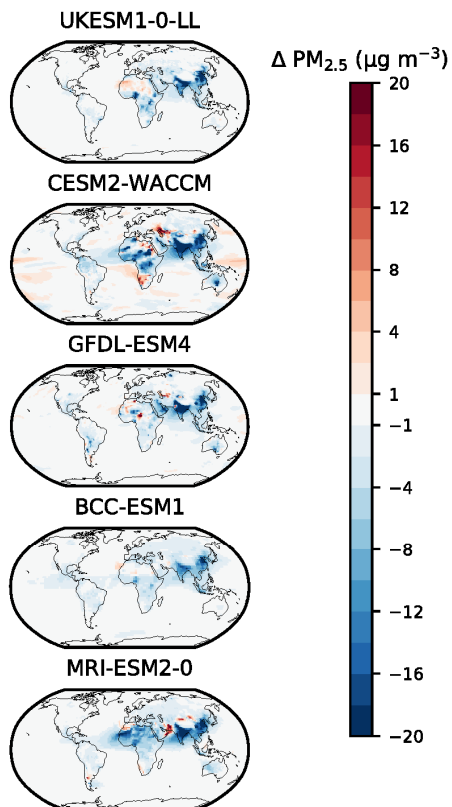 UKESM1-0-LL
Δ PM2.5 (μg m−3)
20
16
12
8
4
1
−1
−4
−8
−12
−16
−20
CESM2-WACCM
GFDL-ESM4
BCC-ESM1
MRI-ESM2-0